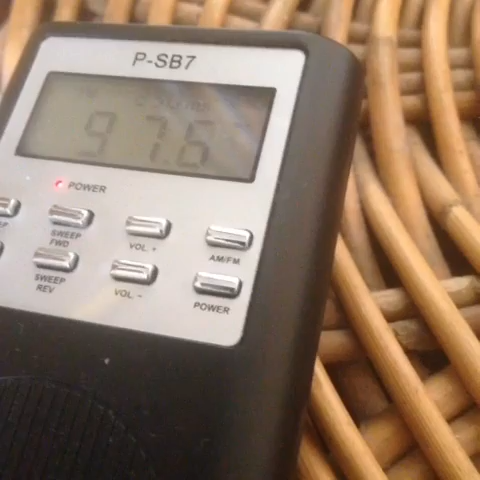 P-SB7
97.6
POWER
SWEEP
FWD
VOL. +
AM/FM
SWEEP
REV
VOL. -
POWER